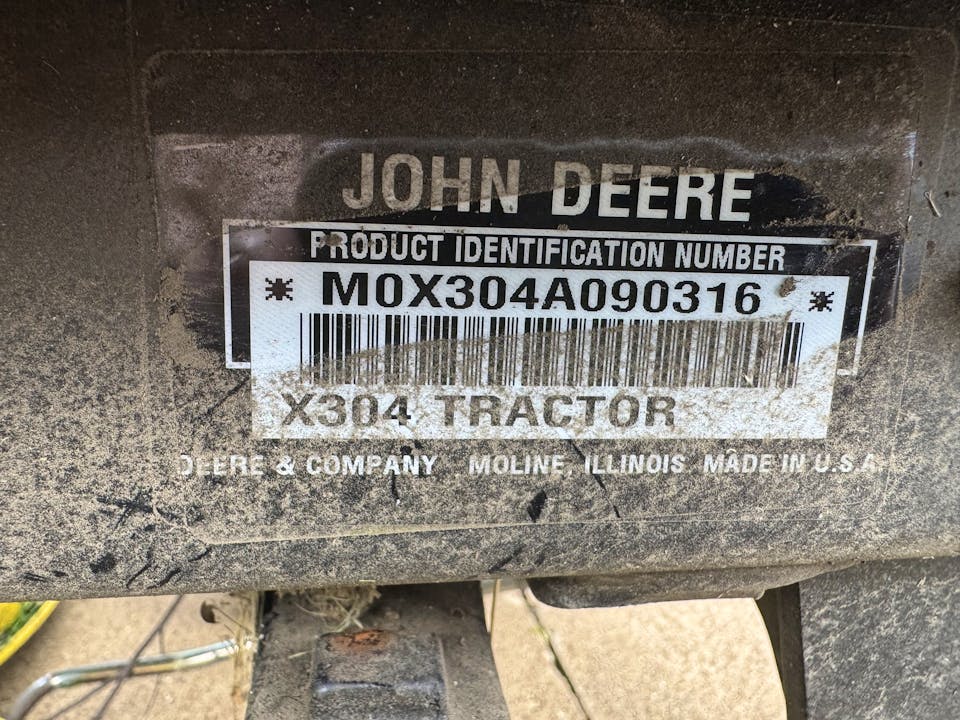 JOHN DEERE
PRODUCT IDENTIFICATION NUMBER
* M0X304A090316 *
X304 TRACTOR
DEERE & COMPANY MOLINE, ILLINOIS MADE IN U.S.A.